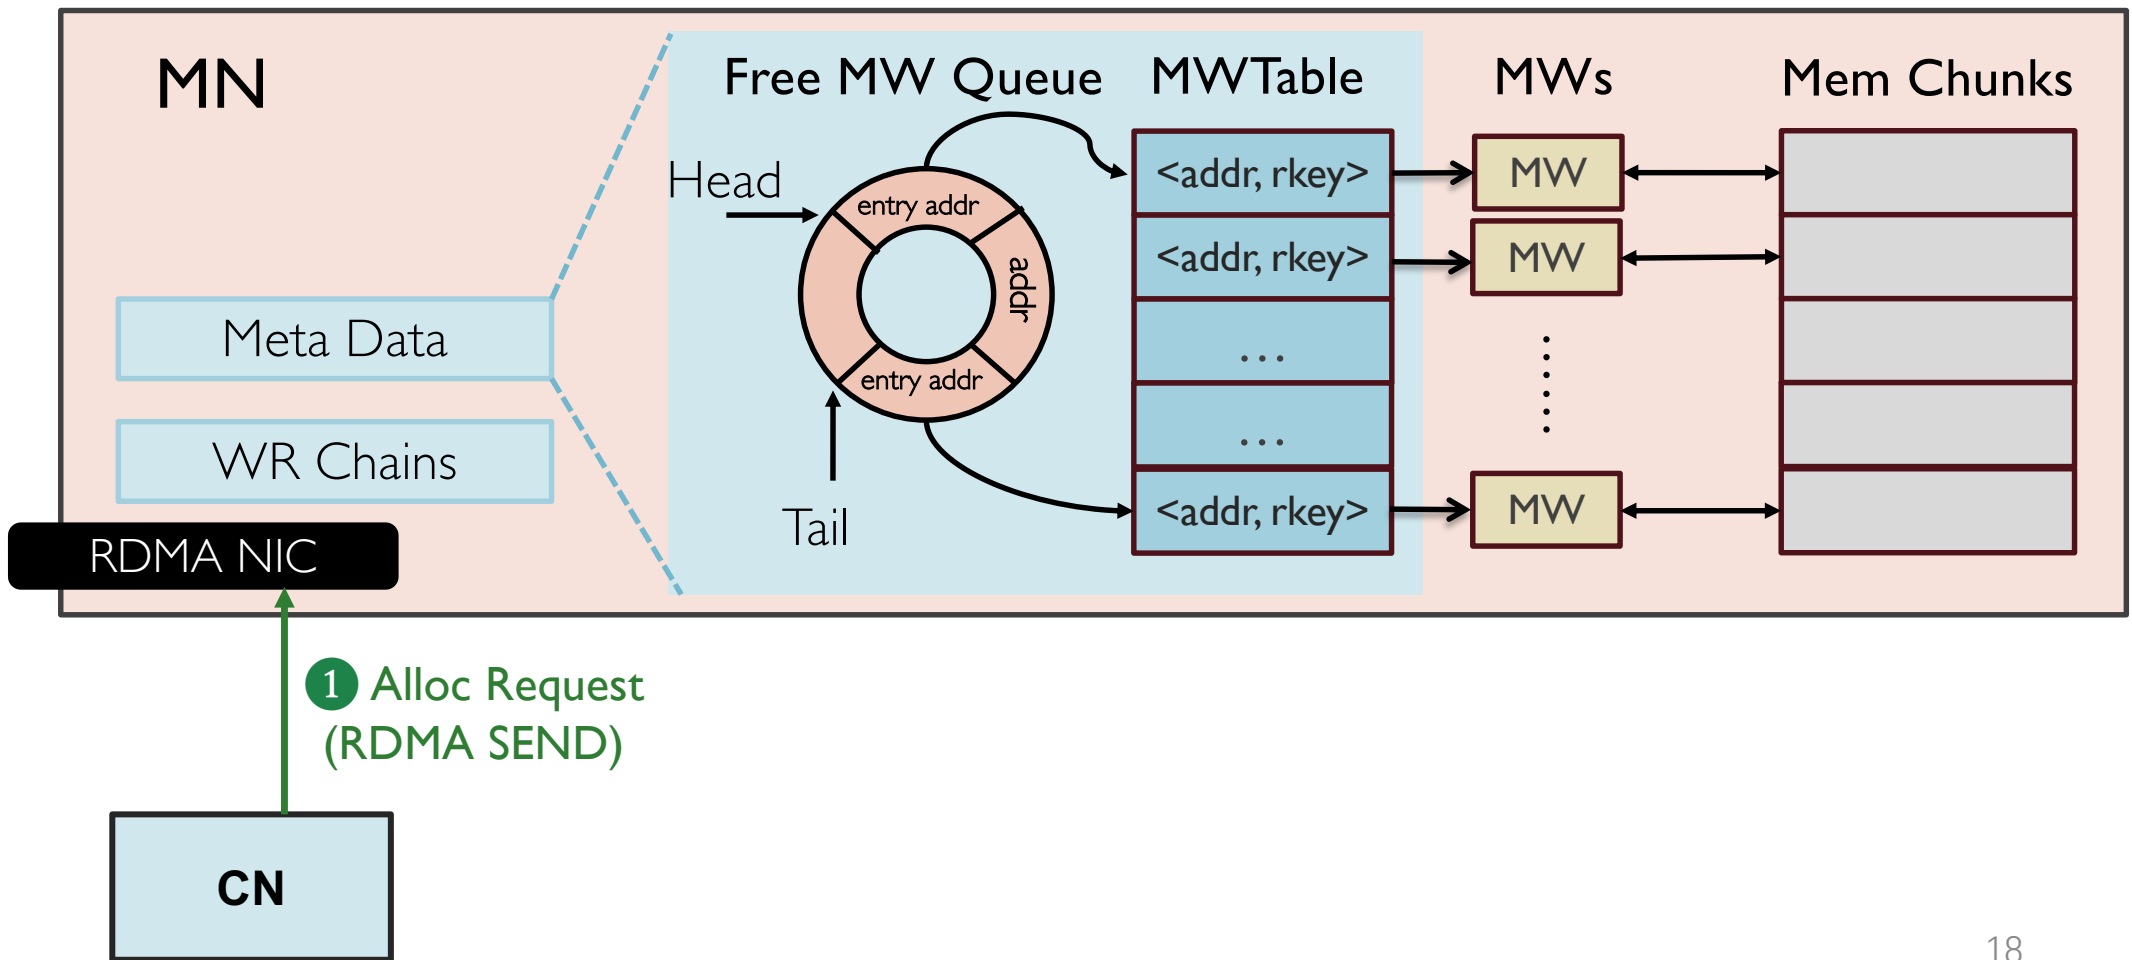 MN
Free MW Queue
MWTable
MWs
Mem Chunks
Head
entry addr
addr
entry addr
Tail
<addr, rkey>
<addr, rkey>
...
...
<addr, rkey>
MW
MW
MW
Meta Data
WR Chains
RDMA NIC
1 Alloc Request
(RDMA SEND)
CN
18